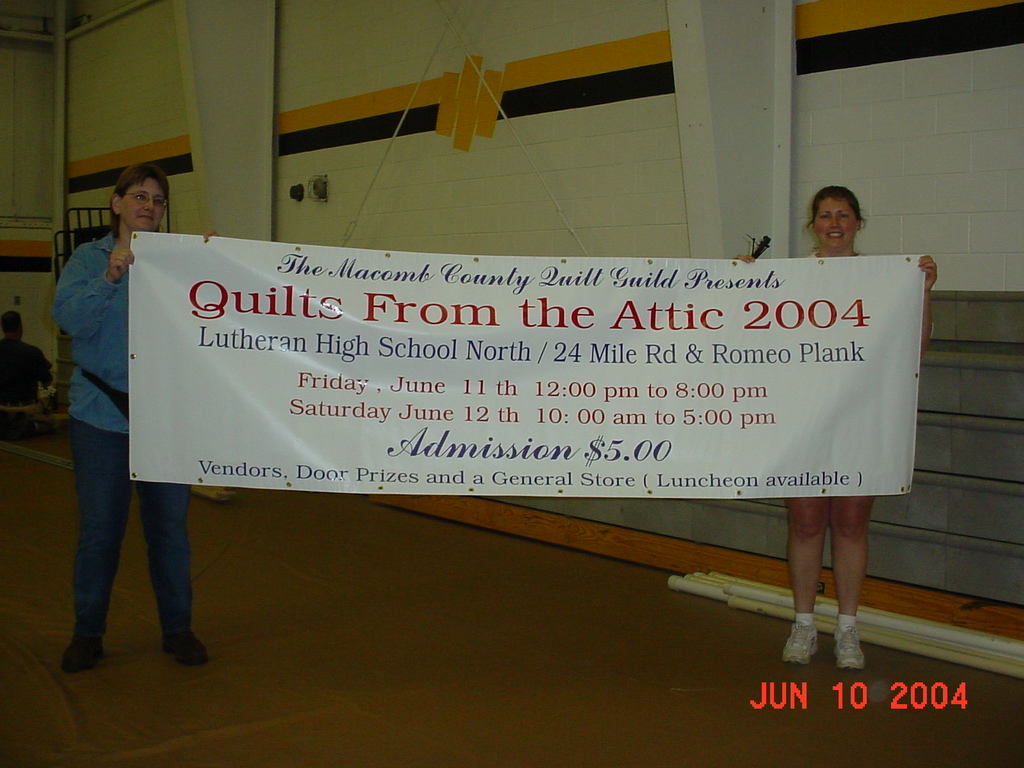 The Macomb County Quilt Guild Presents
Quilts From the Attic 2004
Lutheran High School North / 24 Mile Rd & Romeo Plank
Friday , June 11 th 12:00 pm to 8:00 pm
Saturday June 12 th 10: 00 am to 5:00 pm
Admission $5.00
Vendors, Door Prizes and a General Store ( Luncheon available )
JUN 10 2004